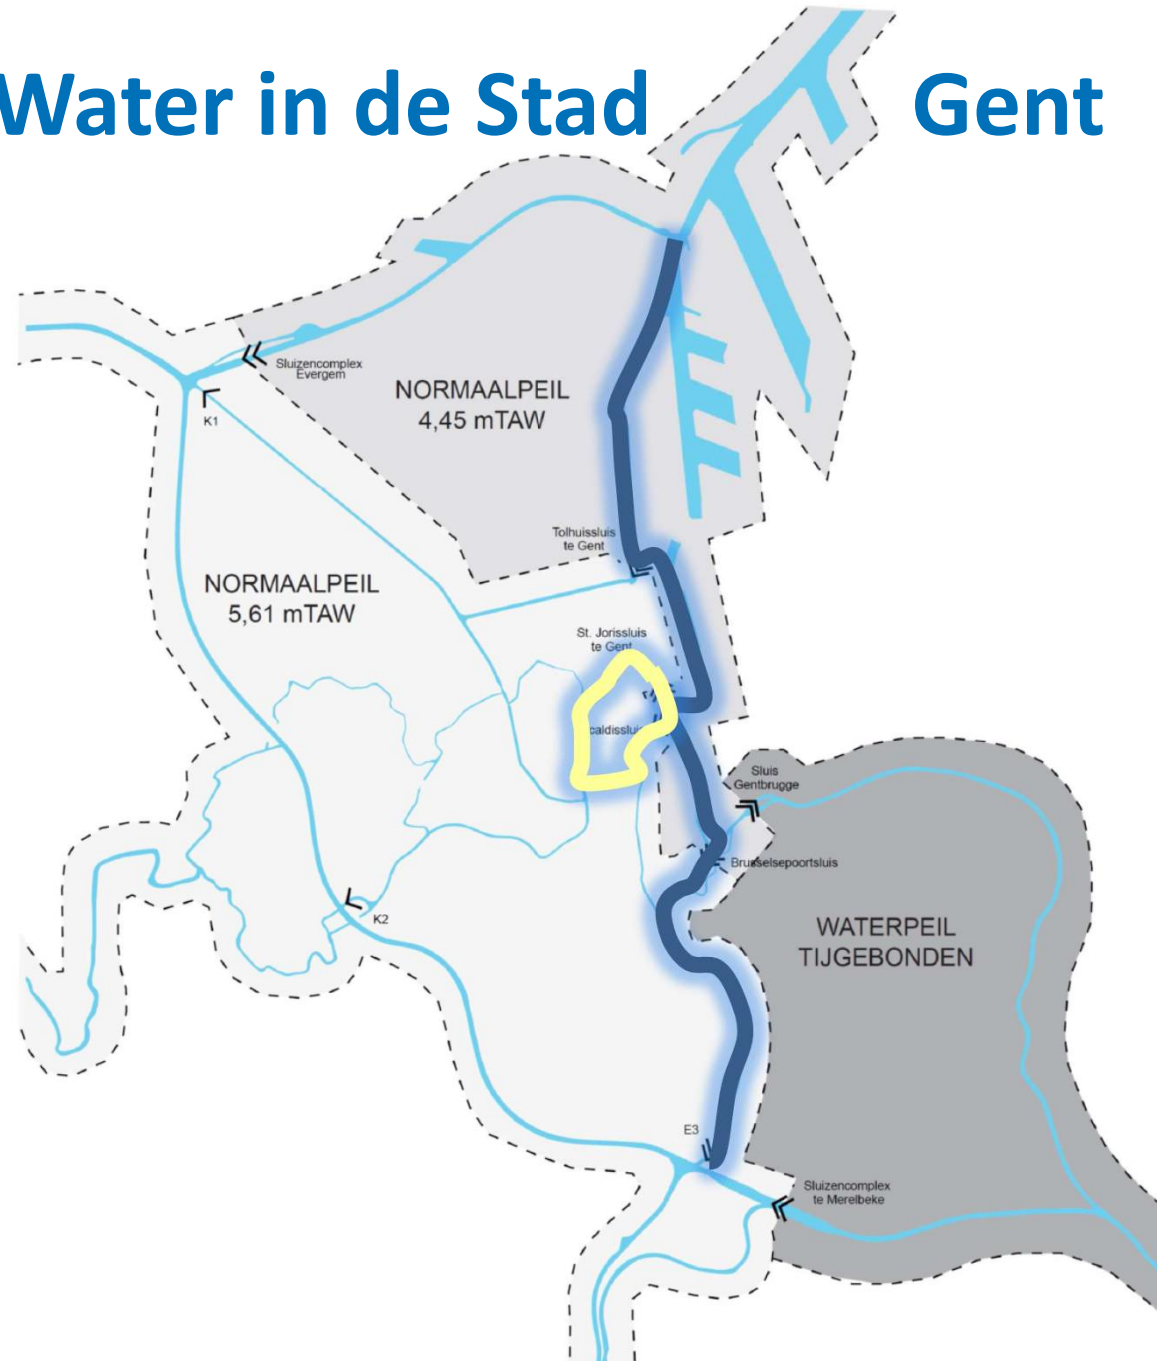 Water in de Stad Gent
Sluizencomplex
Evergem
K1
NORMAALPEIL
4,45 mTAW
Tolhuissluis
te Gent
NORMAALPEIL
5,61 mTAW
St. Jorissluis
te Gent
caldissluis
Sluis
Gentbrugge
Brusselsepoortsluis
K2
WATERPEIL
TIJGEBONDEN
E3
Sluizencomplex
te Merelbeke